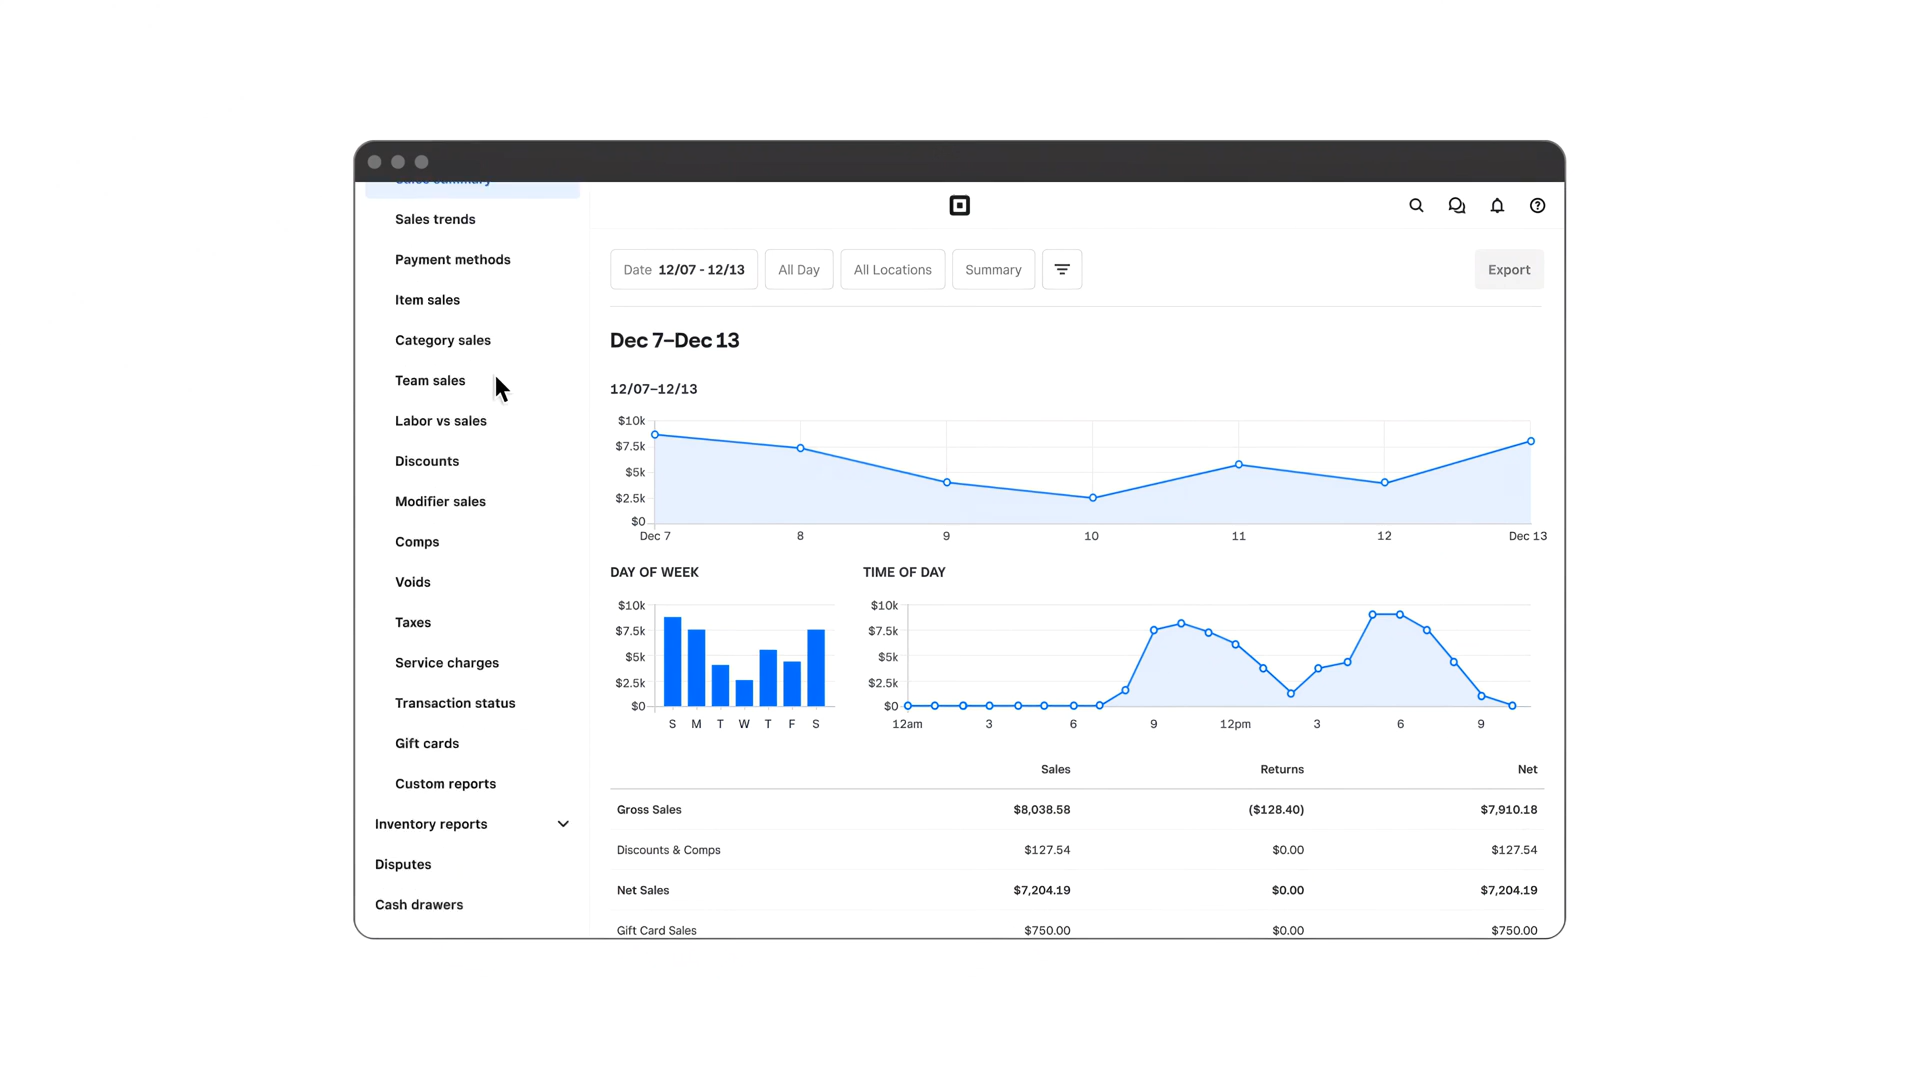 Sales summary
Sales trends
Payment methods
Item sales
Category sales
Team sales
Labor vs sales
Discounts
Modifier sales
Comps
Voids
Taxes
Service charges
Transaction status
Gift cards
Custom reports
Inventory reports
Disputes
Cash drawers
Date 12/07 - 12/13
All Day
All Locations
Summary
Export
Dec 7–Dec 13
12/07–12/13
$10k
$7.5k
$5k
$2.5k
$0
Dec 7 8 9 10 11 12 Dec 13
DAY OF WEEK
$10k
$7.5k
$5k
$2.5k
$0
S M T W T F S
TIME OF DAY
$10k
$7.5k
$5k
$2.5k
$0
12am 3 6 9 12pm 3 6 9
Sales Returns Net
Gross Sales $8,038.58 ($128.40) $7,910.18
Discounts & Comps $127.54 $0.00 $127.54
Net Sales $7,204.19 $0.00 $7,204.19
Gift Card Sales $750.00 $0.00 $750.00